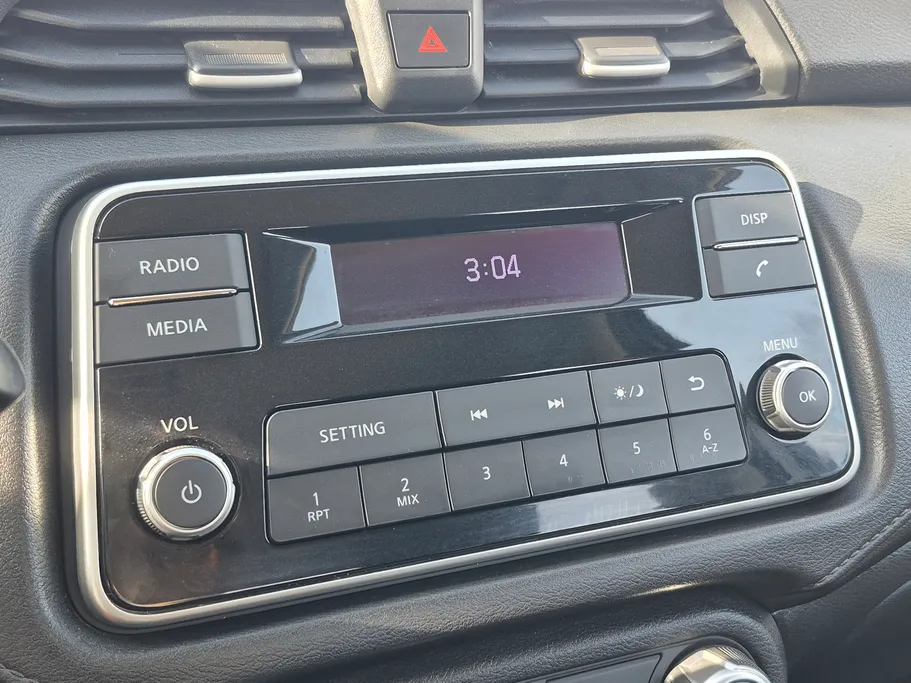 3:04
DISP
RADIO
MEDIA
MENU
OK
VOL
SETTING
1
RPT
2
MIX
3
4
5
6
A-Z